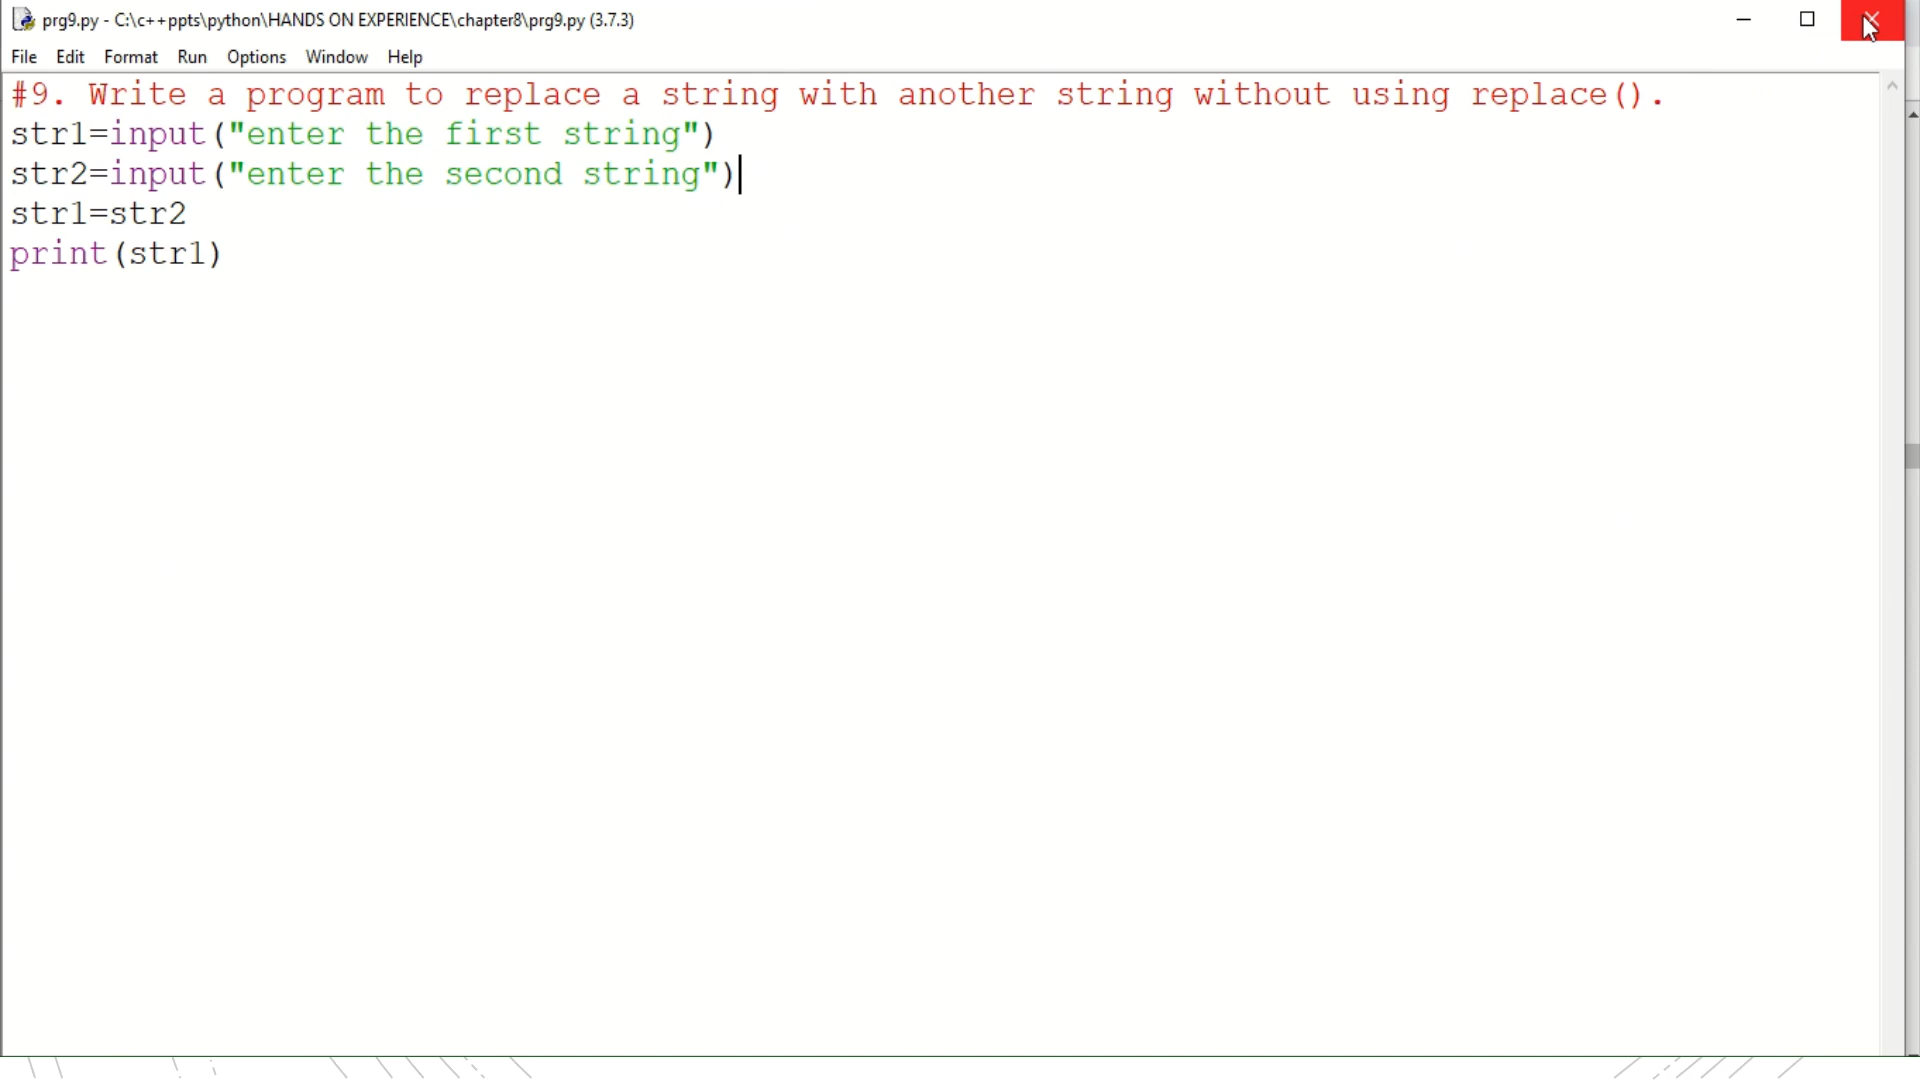 prg9.py - C:\c++ppts\python\HANDS ON EXPERIENCE\chapter8\prg9.py (3.7.3)
File Edit Format Run Options Window Help
#9. Write a program to replace a string with another string without using replace().
str1=input("enter the first string")
str2=input("enter the second string")
str1=str2
print(str1)